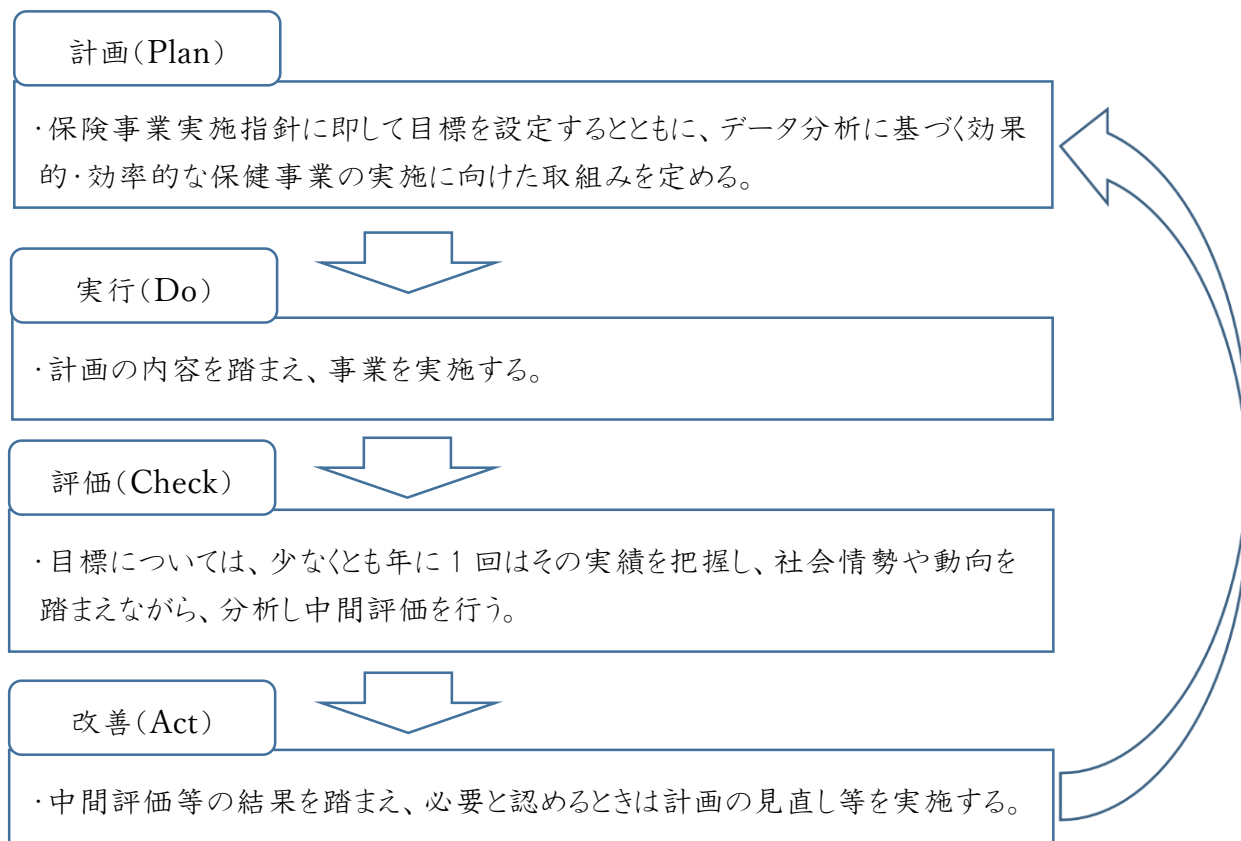 計画(Plan)
・保険事業実施指針に即して目標を設定するとともに、データ分析に基づく効果
的・効率的な保健事業の実施に向けた取組みを定める。
実行(Do)
・計画の内容を踏まえ、事業を実施する。
評価(Check)
・目標については、少なくとも年に1回はその実績を把握し、社会情勢や動向を
踏まえながら、分析し中間評価を行う。
改善(Act)
・中間評価等の結果を踏まえ、必要と認めるときは計画の見直し等を実施する。